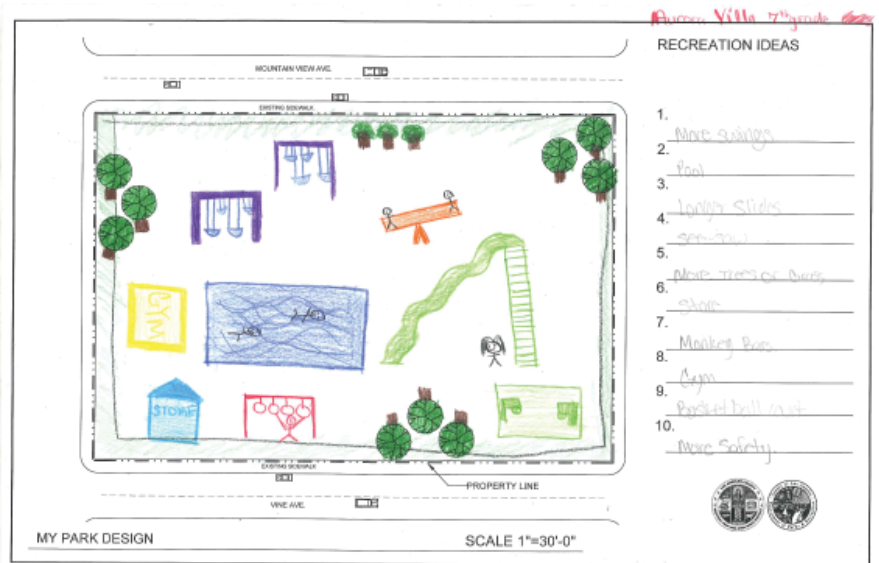 Aurora Villa 7th grade
RECREATION IDEAS
MOUNTAIN VIEW AVE.
EXISTING SIDEWALK
1. More swings
2. Pool
3. Longer Slides
4. see-saw
5. More Trees or Grass
6. Store
7. Monkey Bars
8. Gym
9. Basketball court
10. More Safety.
GYM
STORE
EXISTING SIDEWALK
PROPERTY LINE
VINE AVE.
MY PARK DESIGN
SCALE 1"=30'-0"